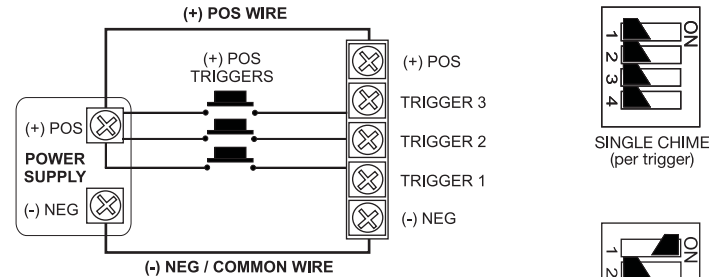 (+) POS WIRE
(+) POS
TRIGGERS
(+) POS
TRIGGER 3
TRIGGER 2
TRIGGER 1
(-) NEG
(+) POS
POWER
SUPPLY
(-) NEG
(-) NEG / COMMON WIRE
ON
1
2
3
4
SINGLE CHIME
(per trigger)
ON
1
2